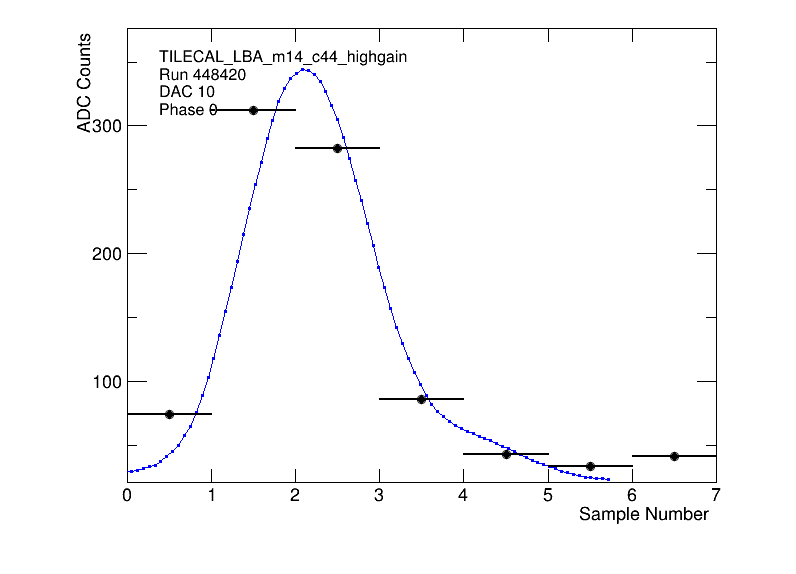 TILECAL_LBA_m14_c44_highgain
Run 448420
DAC 10
Phase 0
ADC Counts
300
200
100
0 1 2 3 4 5 6 7
Sample Number